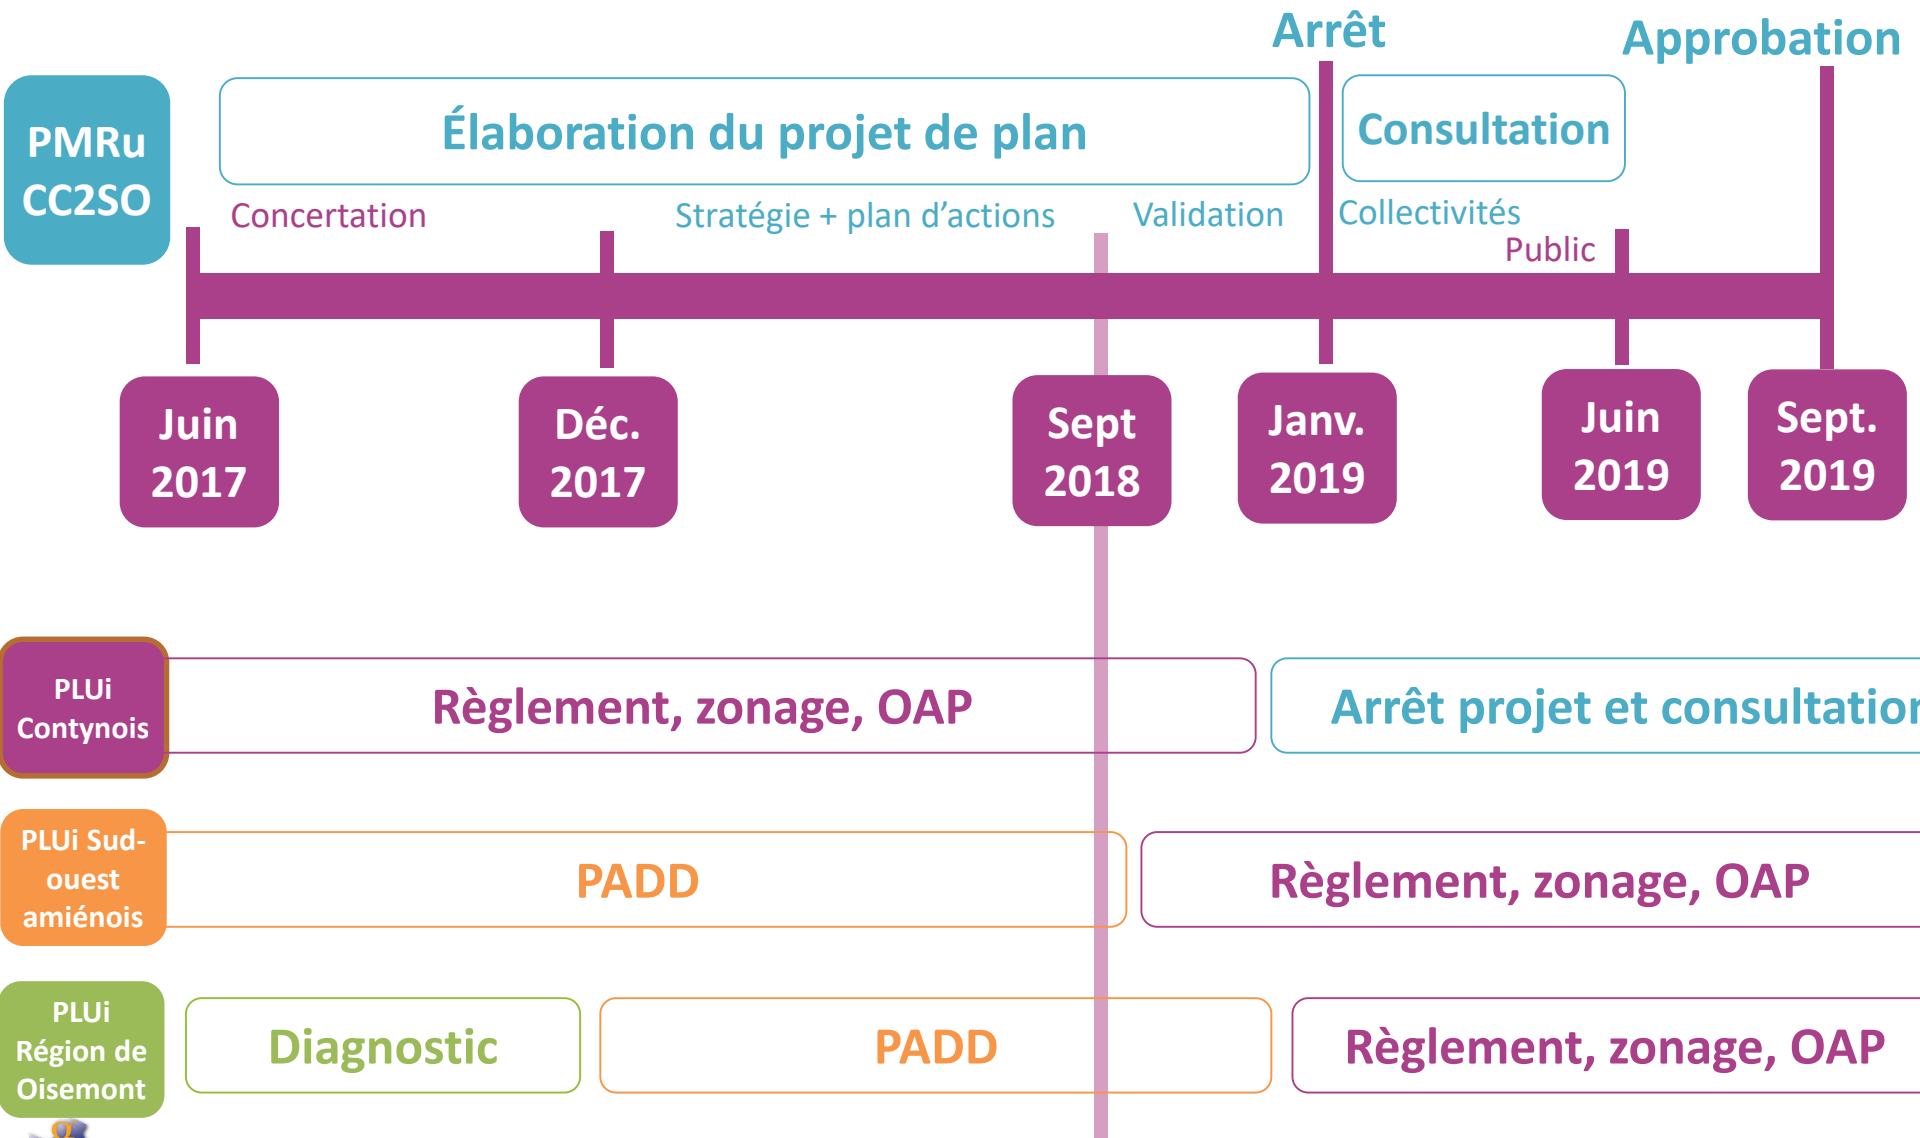 Arrêt
Approbation
PMRu
CC2SO
Élaboration du projet de plan
Consultation
Concertation
Stratégie + plan d'actions
Validation
Collectivités
Public
Juin
2017
Déc.
2017
Sept
2018
Janv.
2019
Juin
2019
Sept.
2019
PLUi
Contynois
Règlement, zonage, OAP
Arrêt projet et consultation
PLUi Sud-
ouest
amiénois
PADD
Règlement, zonage, OAP
PLUi
Région de
Oisemont
Diagnostic
PADD
Règlement, zonage, OAP